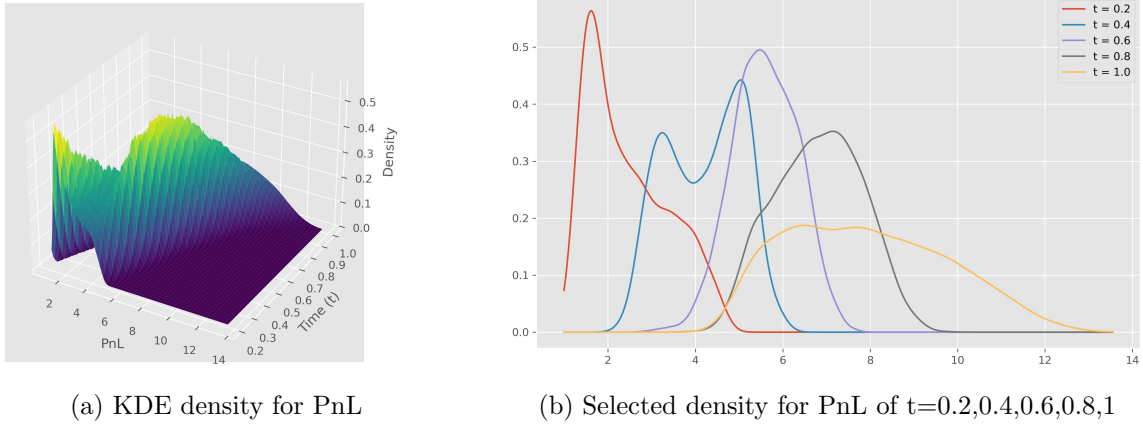 0.5
0.4
0.3
0.2
0.1
0.0
Density
2
4
6
8
10
12
14
PnL
0.2
0.3
0.4
0.5
0.6
0.7
0.8
0.9
1.0
Time (t)
(a) KDE density for PnL
0.5
0.4
0.3
0.2
0.1
0.0
2 4 6 8 10 12 14
t = 0.2
t = 0.4
t = 0.6
t = 0.8
t = 1.0
(b) Selected density for PnL of t=0.2,0.4,0.6,0.8,1